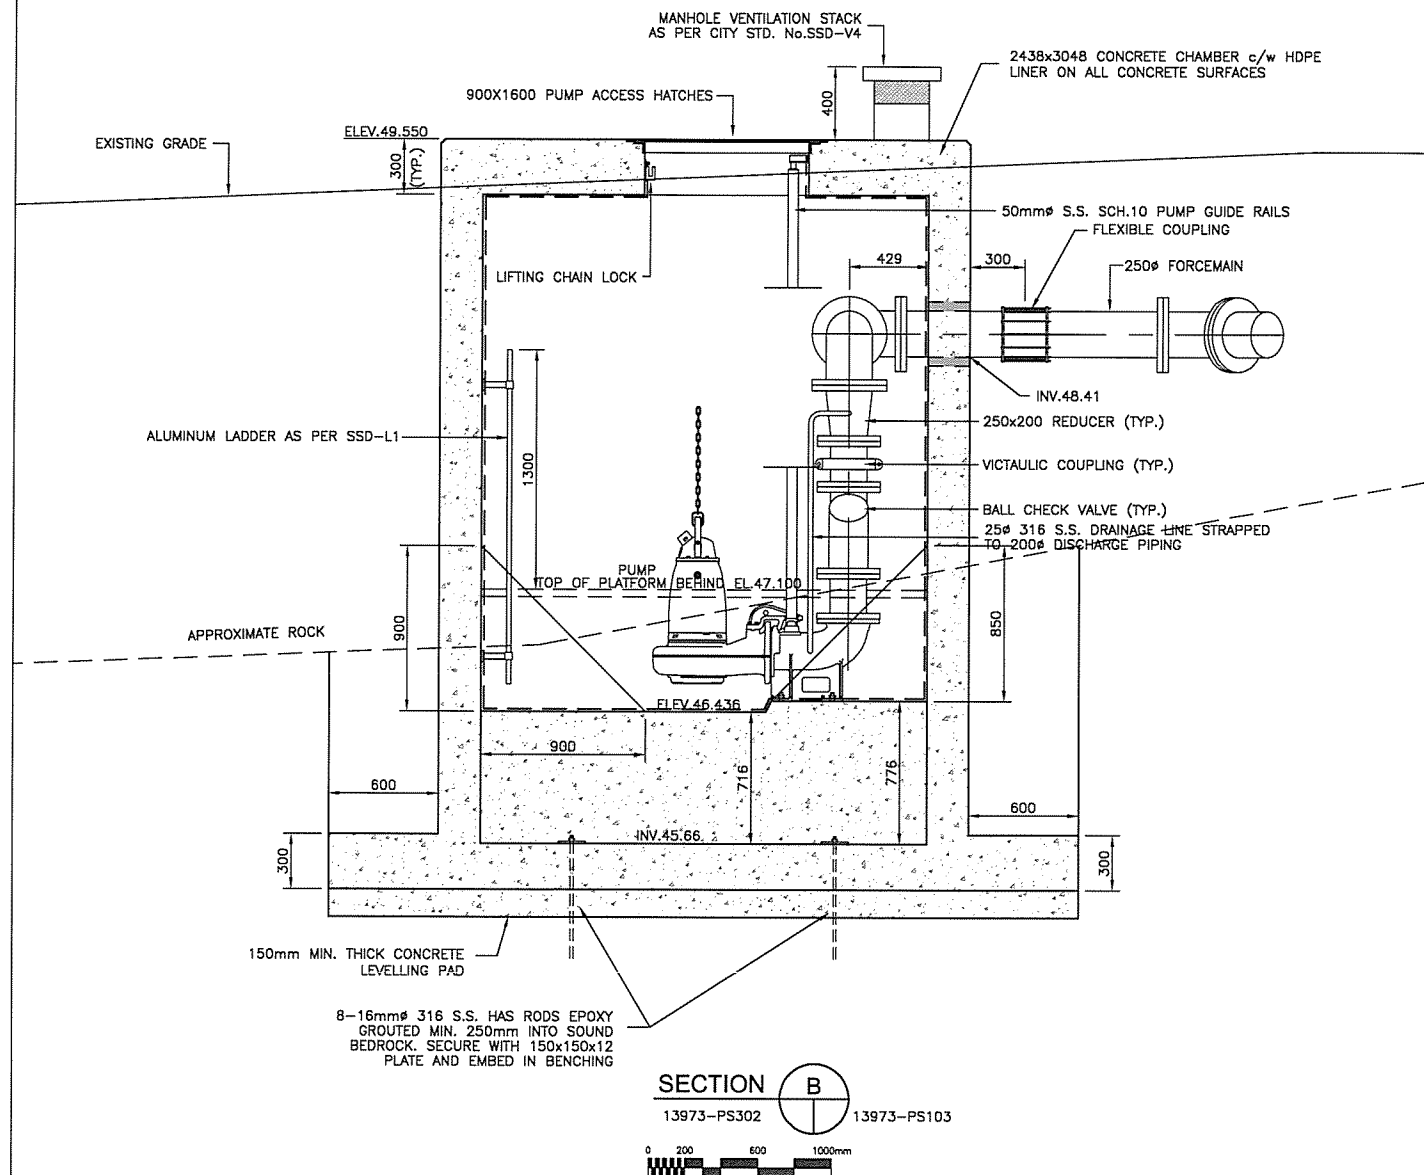 MANHOLE VENTILATION STACK
AS PER CITY STD. No.SSD-V4
2438x3048 CONCRETE CHAMBER c/w HDPE
LINER ON ALL CONCRETE SURFACES
900X1600 PUMP ACCESS HATCHES
400
ELEV.49.550
EXISTING GRADE
300
(TYP.)
50mmø S.S. SCH.10 PUMP GUIDE RAILS
FLEXIBLE COUPLING
LIFTING CHAIN LOCK
429
300
250ø FORCEMAIN
INV.48.41
250x200 REDUCER (TYP.)
ALUMINUM LADDER AS PER SSD-L1
1300
VICTAULIC COUPLING (TYP.)
BALL CHECK VALVE (TYP.)
25ø 316 S.S. DRAINAGE LINE STRAPPED
TO 200ø DISCHARGE PIPING
PUMP
TOP OF PLATFORM BEHIND EL.47.100
APPROXIMATE ROCK
900
850
ELEV.46.436
900
716
776
600
600
INV.45.66
300
300
150mm MIN. THICK CONCRETE
LEVELLING PAD
8-16mmø 316 S.S. HAS RODS EPOXY
GROUTED MIN. 250mm INTO SOUND
BEDROCK. SECURE WITH 150x150x12
PLATE AND EMBED IN BENCHING
SECTION
B
13973-PS302
13973-PS103
0 200 600 1000mm